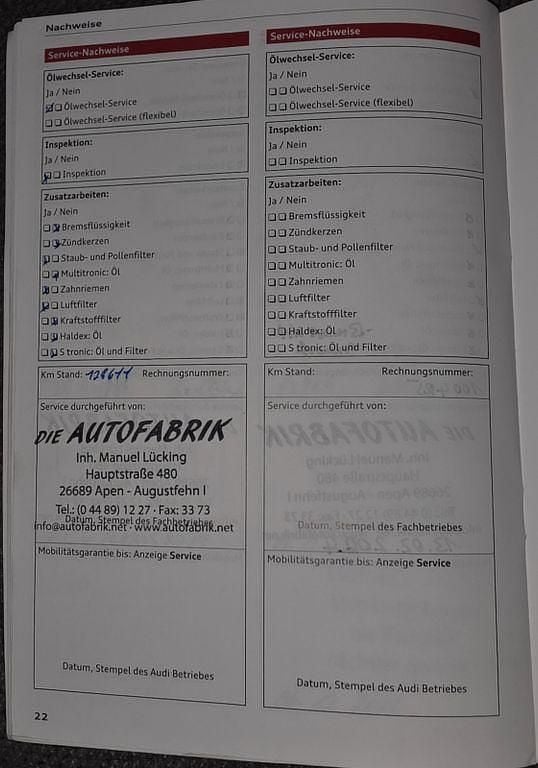 Nachweise
Service-Nachweise
Ölwechsel-Service:
Ja / Nein
Ölwechsel-Service
Ölwechsel-Service (flexibel)
Inspektion:
Ja / Nein
Inspektion
Zusatzarbeiten:
Ja / Nein
Bremsflüssigkeit
Zündkerzen
Staub- und Pollenfilter
Multitronic: Öl
Zahnriemen
Luftfilter
Kraftstofffilter
Haldex: Öl
S tronic: Öl und Filter
Km Stand: 128611 Rechnungsnummer:
Service durchgeführt von:
DIE AUTOFABRIK
Inh. Manuel Lücking
Hauptstraße 480
26689 Apen - Augustfehn I
Tel.: (0 44 89) 12 27 · Fax: 33 73
Datum, Stempel des Fachbetriebes
info@autofabrik.net · www.autofabrik.net
Mobilitätsgarantie bis: Anzeige Service
Datum, Stempel des Audi Betriebes
22
Service-Nachweise
Ölwechsel-Service:
Ja / Nein
Ölwechsel-Service
Ölwechsel-Service (flexibel)
Inspektion:
Ja / Nein
Inspektion
Zusatzarbeiten:
Ja / Nein
Bremsflüssigkeit
Zündkerzen
Staub- und Pollenfilter
Multitronic: Öl
Zahnriemen
Luftfilter
Kraftstofffilter
Haldex: Öl
S tronic: Öl und Filter
Km Stand: Rechnungsnummer:
Service durchgeführt von:
Datum, Stempel des Fachbetriebes
Mobilitätsgarantie bis: Anzeige Service
Datum, Stempel des Audi Betriebes